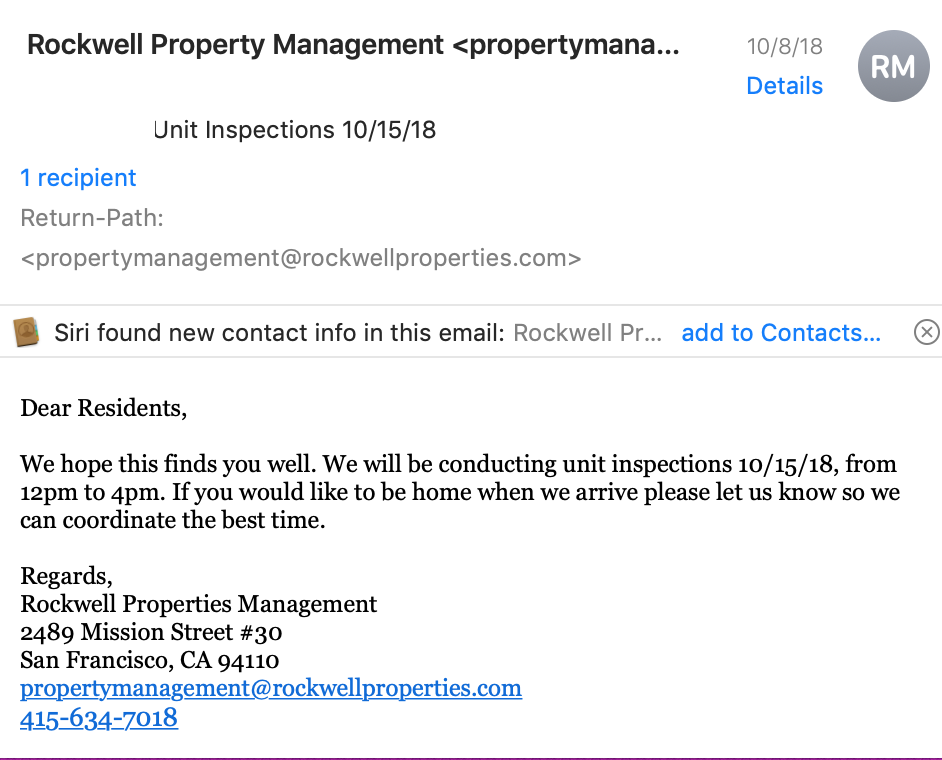 Rockwell Property Management <propertymana...
10/8/18
RM
Details
Unit Inspections 10/15/18
1 recipient
Return-Path:
<propertymanagement@rockwellproperties.com>
Siri found new contact info in this email: Rockwell Pr... add to Contacts...
Dear Residents,
We hope this finds you well. We will be conducting unit inspections 10/15/18, from
12pm to 4pm. If you would like to be home when we arrive please let us know so we
can coordinate the best time.
Regards,
Rockwell Properties Management
2489 Mission Street #30
San Francisco, CA 94110
propertymanagement@rockwellproperties.com
415-634-7018